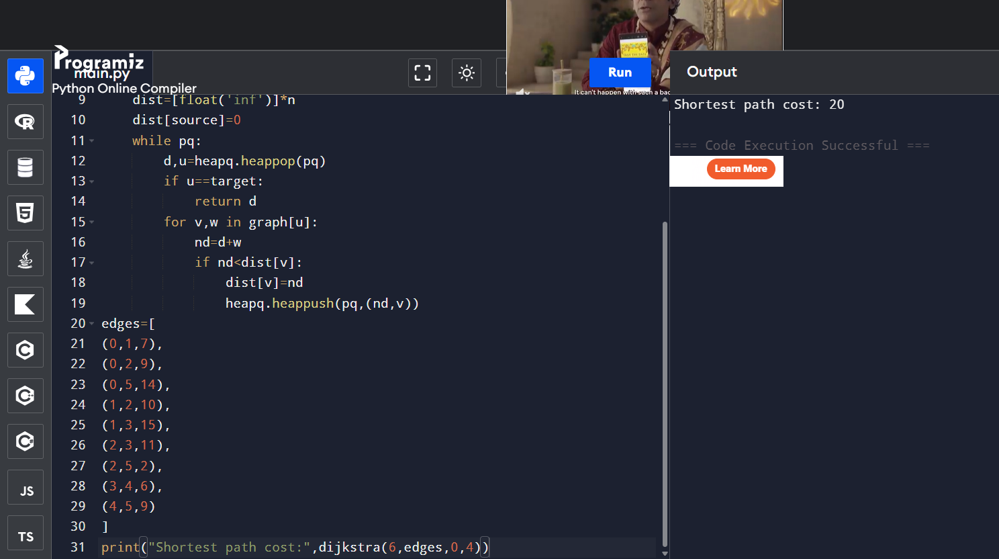 Programiz
main.py
Python Online Compiler
Run
Output
It can't happen with such a bad
9 dist=[float('inf')]*n
10 dist[source]=0
11 while pq:
12 d,u=heapq.heappop(pq)
13 if u==target:
14 return d
15 for v,w in graph[u]:
16 nd=d+w
17 if nd<dist[v]:
18 dist[v]=nd
19 heapq.heappush(pq,(nd,v))
20 edges=[
21 (0,1,7),
22 (0,2,9),
23 (0,5,14),
24 (1,2,10),
25 (1,3,15),
26 (2,3,11),
27 (2,5,2),
28 (3,4,6),
29 (4,5,9)
30 ]
31 print("Shortest path cost:",dijkstra(6,edges,0,4))
Shortest path cost: 20
=== Code Execution Successful ===
Learn More
R
5
C
C++
C#
JS
TS